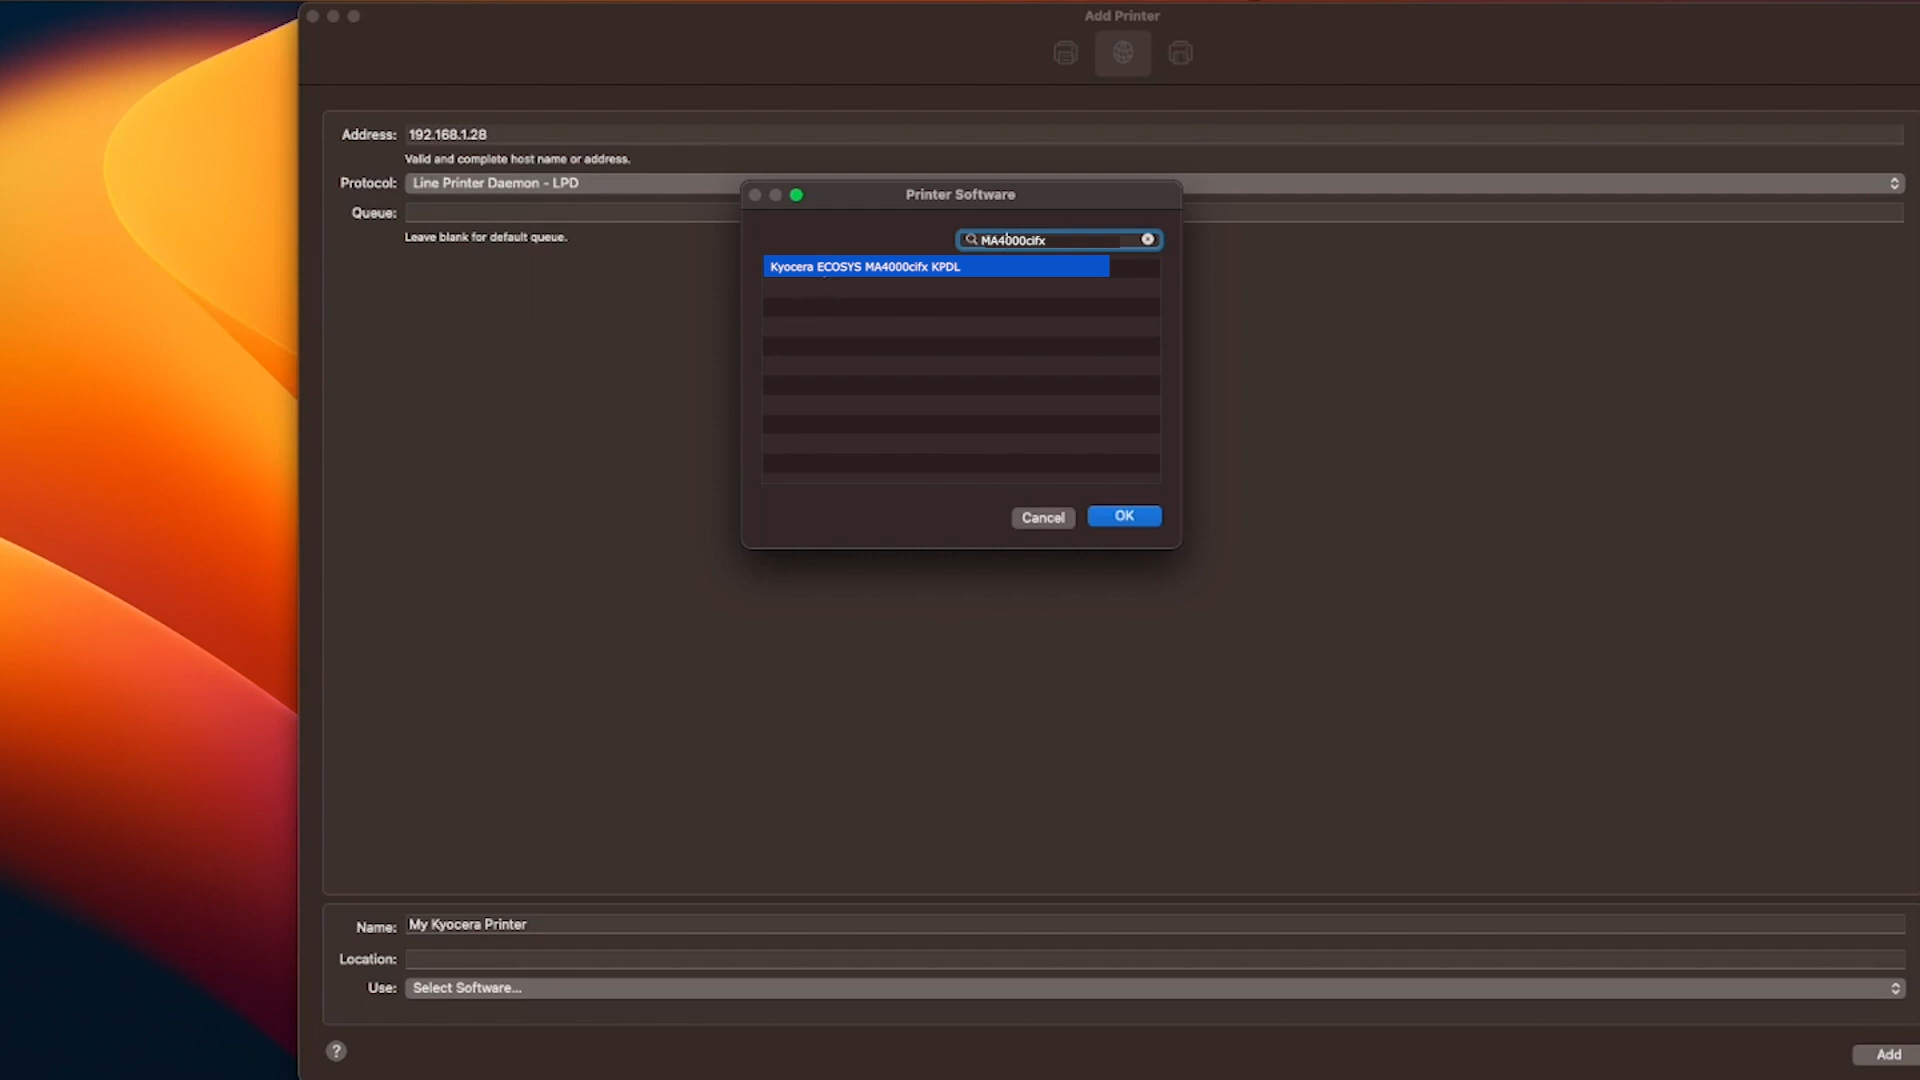 Add Printer
Address: 192.168.1.28
Valid and complete host name or address.
Protocol: Line Printer Daemon - LPD
Queue:
Leave blank for default queue.
Printer Software
MA4000cifx
Kyocera ECOSYS MA4000cifx KPDL
Cancel OK
Name: My Kyocera Printer
Location:
Use: Select Software...
?
Add